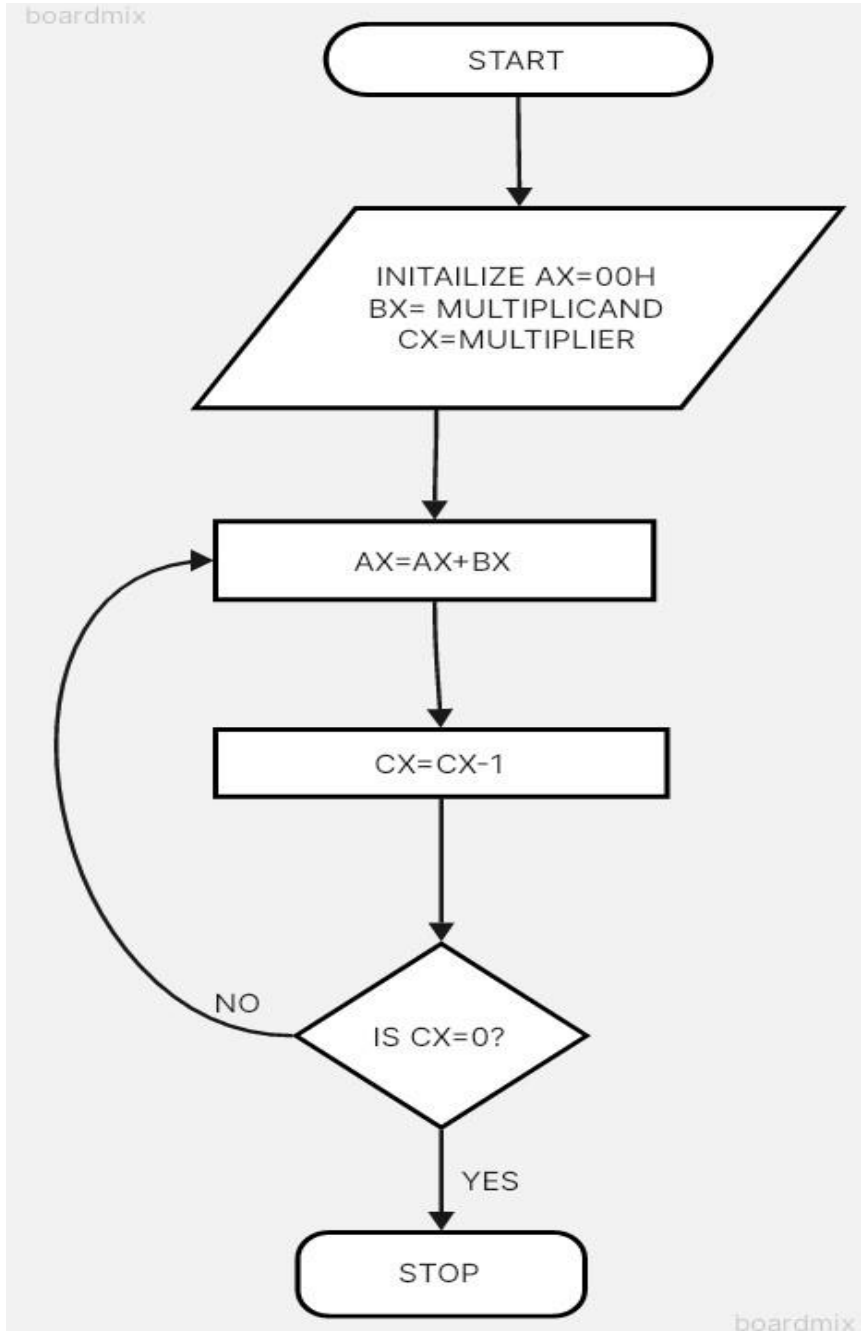 boardmix
START
INITAILIZE AX=00H
BX= MULTIPLICAND
CX=MULTIPLIER
AX=AX+BX
CX=CX-1
NO
IS CX=0?
YES
STOP
boardmix